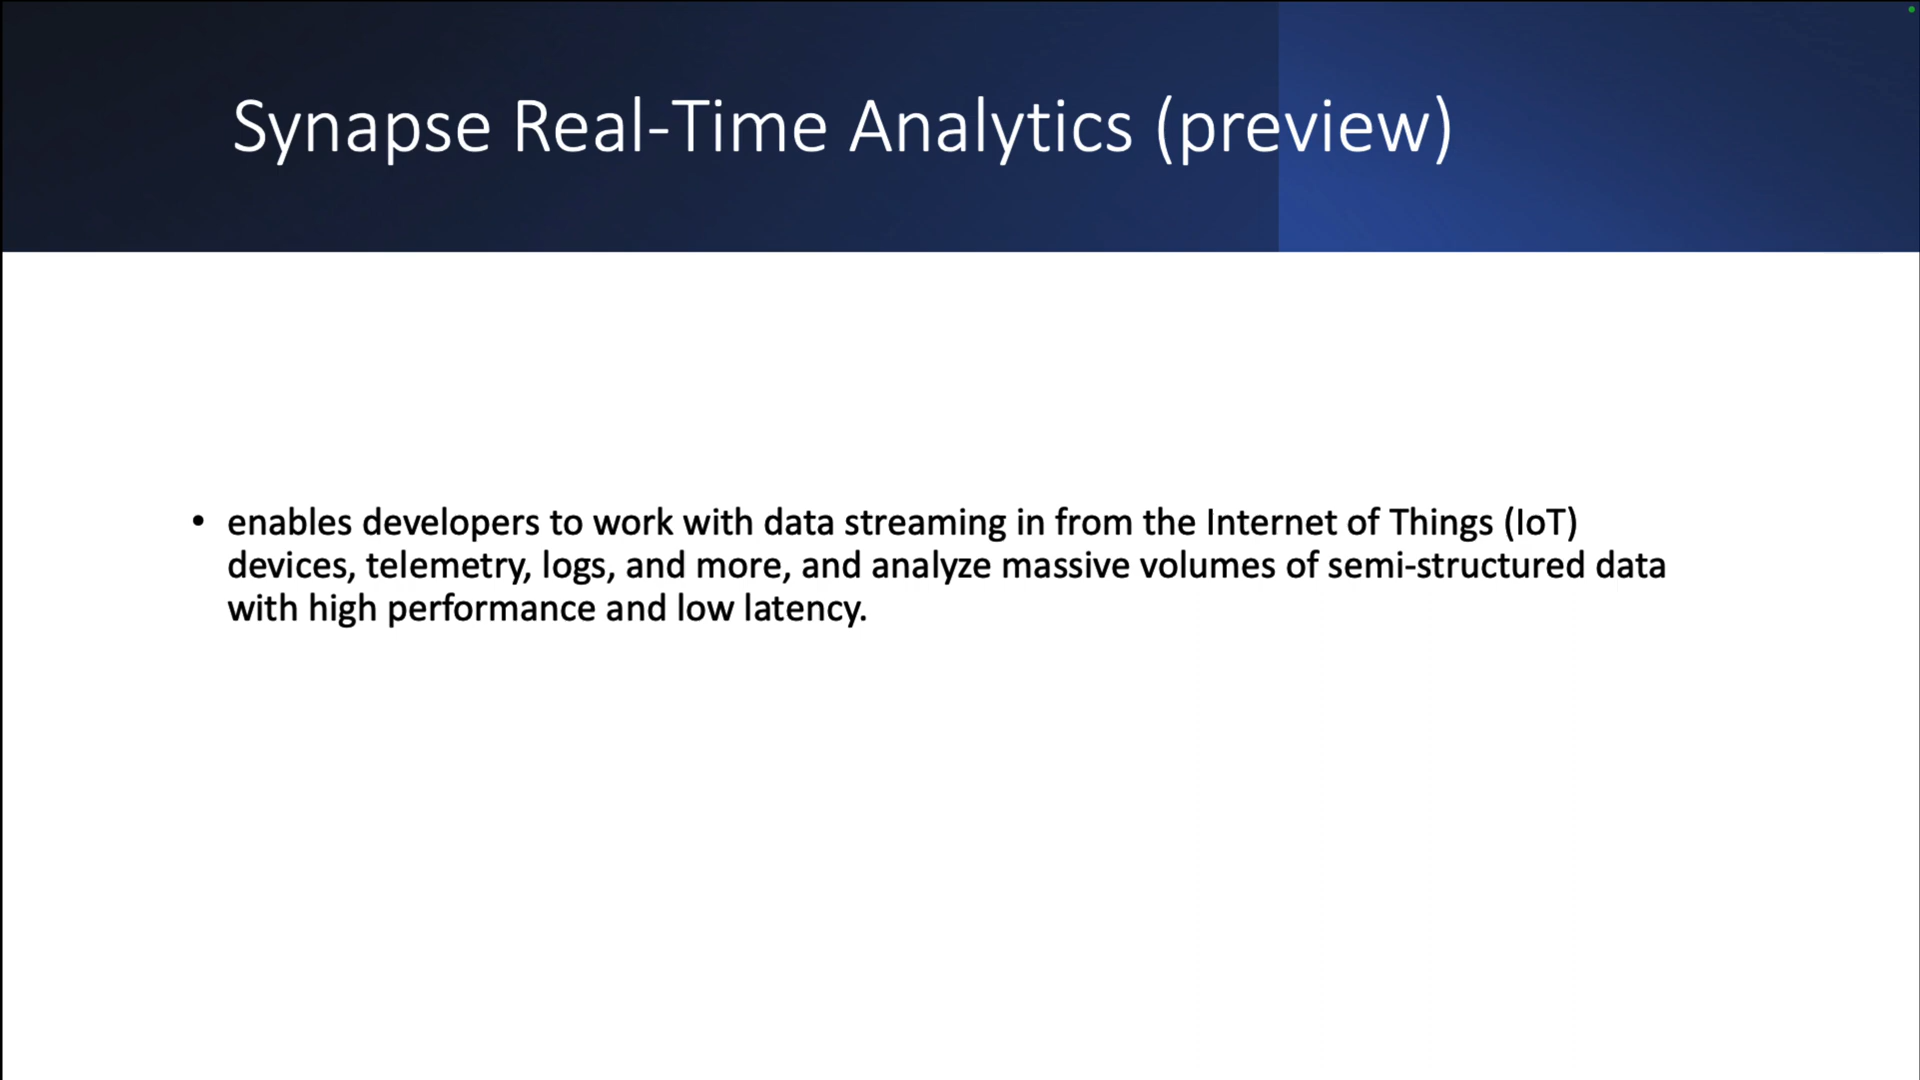 Synapse Real-Time Analytics (preview)
• enables developers to work with data streaming in from the Internet of Things (IoT)
devices, telemetry, logs, and more, and analyze massive volumes of semi-structured data
with high performance and low latency.